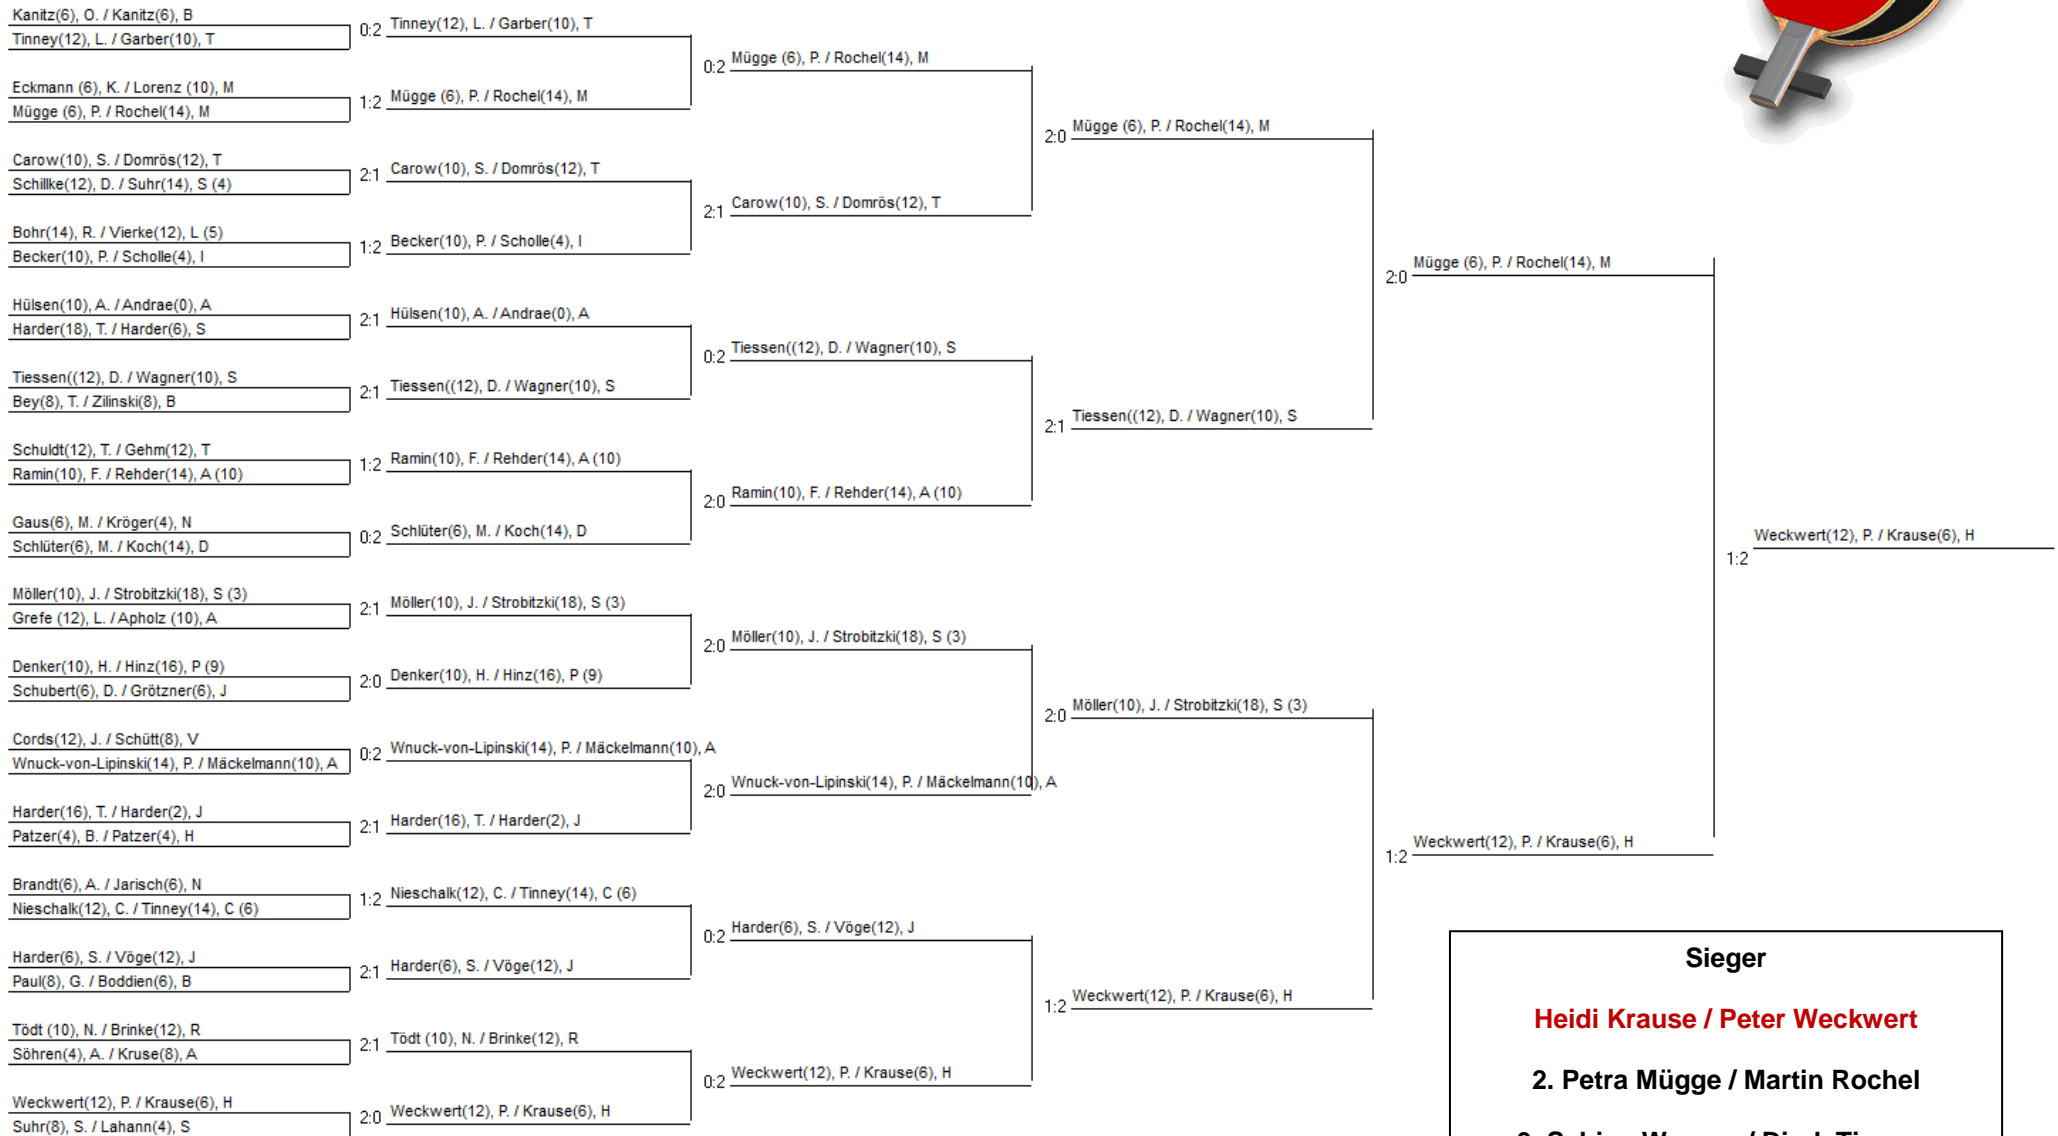 Kanitz(6), O. / Kanitz(6), B
Tinney(12), L. / Garber(10), T
Eckmann (6), K. / Lorenz (10), M
Mügge (6), P. / Rochel(14), M
Carow(10), S. / Domrös(12), T
Schillke(12), D. / Suhr(14), S (4)
Bohr(14), R. / Vierke(12), L (5)
Becker(10), P. / Scholle(4), I
Hülsen(10), A. / Andrae(0), A
Harder(18), T. / Harder(6), S
Tiessen((12), D. / Wagner(10), S
Bey(8), T. / Zilinski(8), B
Schuldt(12), T. / Gehm(12), T
Ramin(10), F. / Rehder(14), A (10)
Gaus(6), M. / Kröger(4), N
Schlüter(6), M. / Koch(14), D
Möller(10), J. / Strobitzki(18), S (3)
Grefe (12), L. / Apholz (10), A
Denker(10), H. / Hinz(16), P (9)
Schubert(6), D. / Grötzner(6), J
Cords(12), J. / Schütt(8), V
Wnuck-von-Lipinski(14), P. / Mäckelmann(10), A
Harder(16), T. / Harder(2), J
Patzer(4), B. / Patzer(4), H
Brandt(6), A. / Jarisch(6), N
Nieschalk(12), C. / Tinney(14), C (6)
Harder(6), S. / Vöge(12), J
Paul(8), G. / Boddien(6), B
Tödt (10), N. / Brinke(12), R
Söhren(4), A. / Kruse(8), A
Weckwert(12), P. / Krause(6), H
Suhr(8), S. / Lahann(4), S
0:2 Tinney(12), L. / Garber(10), T
1:2 Mügge (6), P. / Rochel(14), M
2:1 Carow(10), S. / Domrös(12), T
1:2 Becker(10), P. / Scholle(4), I
2:1 Hülsen(10), A. / Andrae(0), A
2:1 Tiessen((12), D. / Wagner(10), S
1:2 Ramin(10), F. / Rehder(14), A (10)
0:2 Schlüter(6), M. / Koch(14), D
2:1 Möller(10), J. / Strobitzki(18), S (3)
2:0 Denker(10), H. / Hinz(16), P (9)
0:2 Wnuck-von-Lipinski(14), P. / Mäckelmann(10), A
2:1 Harder(16), T. / Harder(2), J
1:2 Nieschalk(12), C. / Tinney(14), C (6)
2:1 Harder(6), S. / Vöge(12), J
2:1 Tödt (10), N. / Brinke(12), R
2:0 Weckwert(12), P. / Krause(6), H
0:2 Mügge (6), P. / Rochel(14), M
2:1 Carow(10), S. / Domrös(12), T
0:2 Tiessen((12), D. / Wagner(10), S
2:0 Ramin(10), F. / Rehder(14), A (10)
2:0 Möller(10), J. / Strobitzki(18), S (3)
2:0 Wnuck-von-Lipinski(14), P. / Mäckelmann(10), A
0:2 Harder(6), S. / Vöge(12), J
0:2 Weckwert(12), P. / Krause(6), H
2:0 Mügge (6), P. / Rochel(14), M
2:1 Tiessen((12), D. / Wagner(10), S
2:0 Möller(10), J. / Strobitzki(18), S (3)
1:2 Weckwert(12), P. / Krause(6), H
2:0 Mügge (6), P. / Rochel(14), M
1:2 Weckwert(12), P. / Krause(6), H
1:2 Weckwert(12), P. / Krause(6), H
Sieger
Heidi Krause / Peter Weckwert
2. Petra Mügge / Martin Rochel